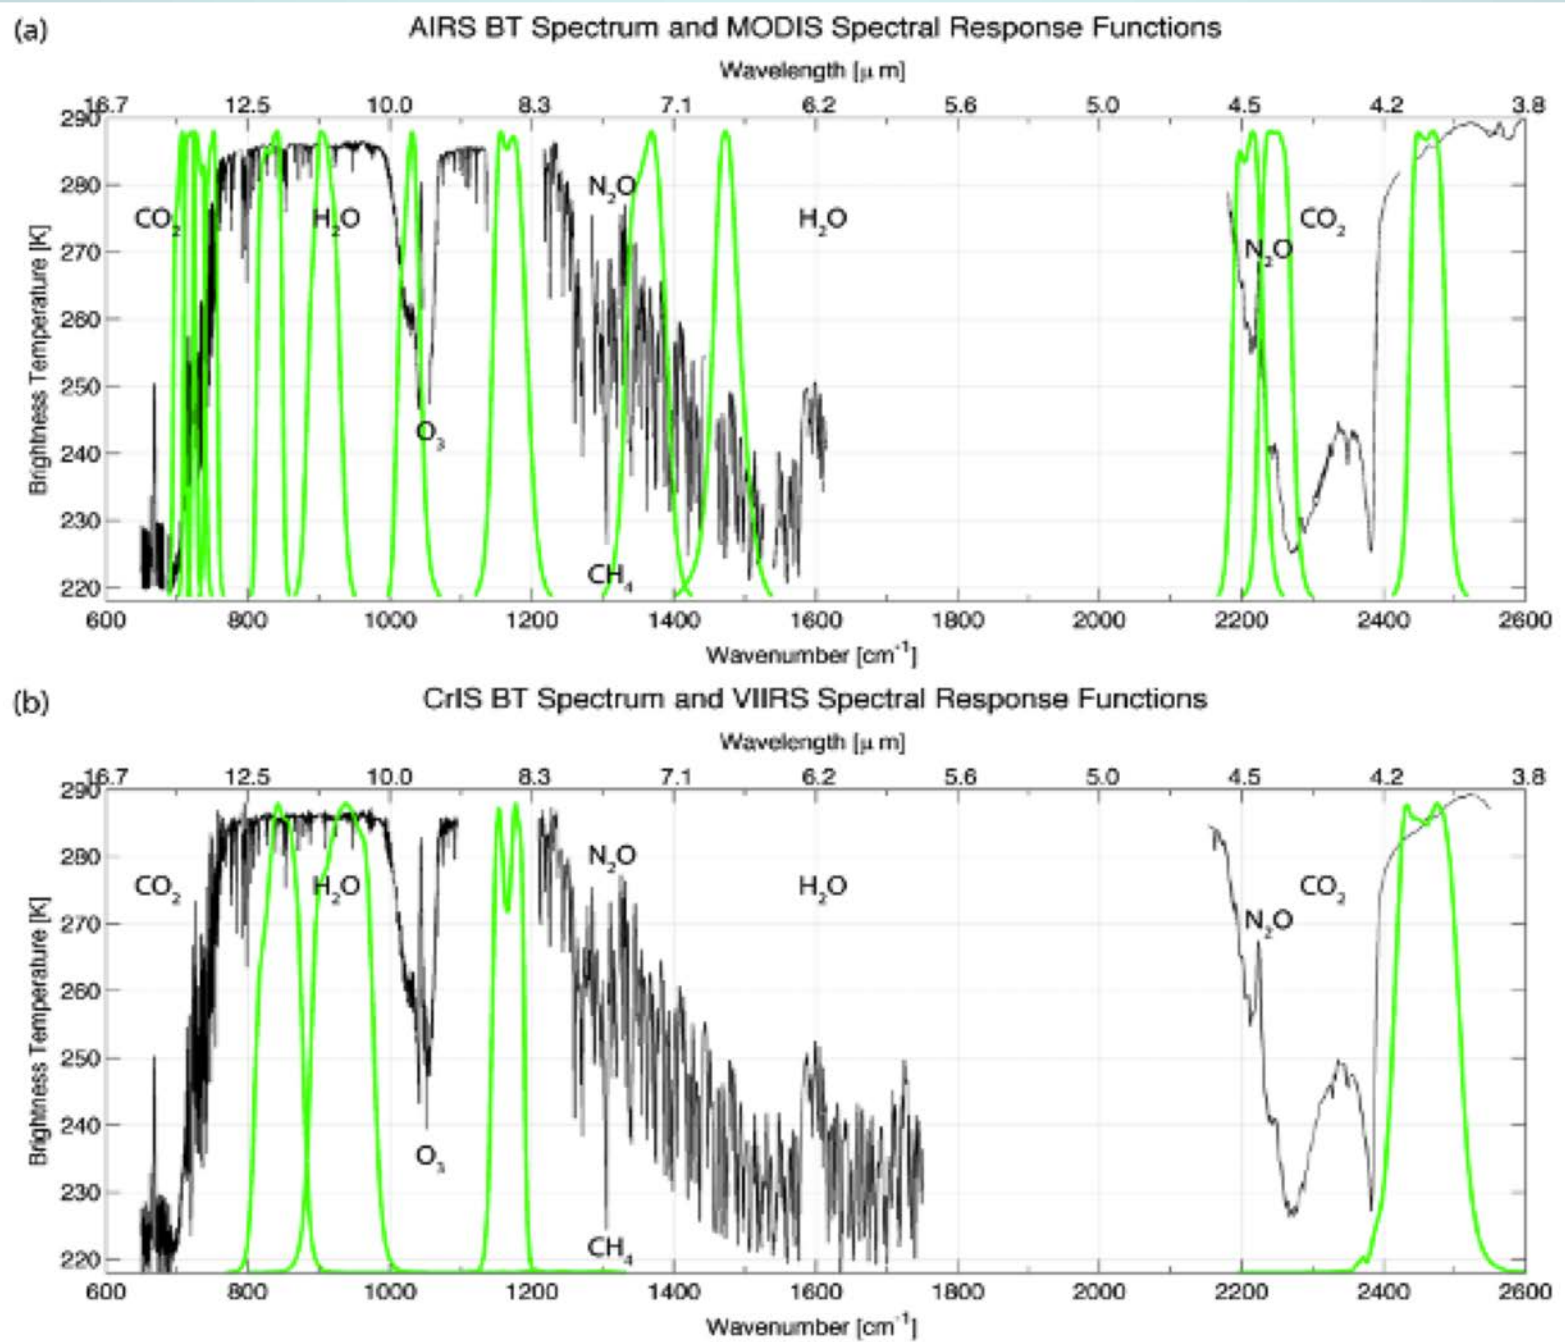 (a)
AIRS BT Spectrum and MODIS Spectral Response Functions
Wavelength [μ m]
16.7 12.5 10.0 8.3 7.1 6.2 5.6 5.0 4.5 4.2 3.8
290
280
270
260
250
240
230
220
Brightness Temperature [K]
CO2
H2O
O3
N2O
CH4
H2O
N2O
CO2
600 800 1000 1200 1400 1600 1800 2000 2200 2400 2600
Wavenumber [cm-1]
(b)
CrIS BT Spectrum and VIIRS Spectral Response Functions
Wavelength [μ m]
16.7 12.5 10.0 8.3 7.1 6.2 5.6 5.0 4.5 4.2 3.8
290
280
270
260
250
240
230
220
Brightness Temperature [K]
CO2
H2O
O3
N2O
CH4
H2O
N2O
CO2
600 800 1000 1200 1400 1600 1800 2000 2200 2400 2600
Wavenumber [cm-1]